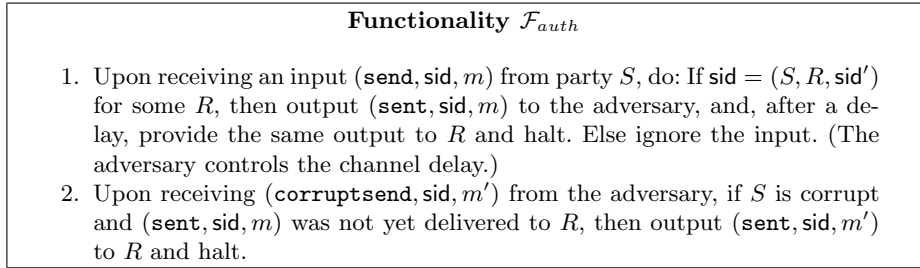 Functionality F_auth
1. Upon receiving an input (send, sid, m) from party S, do: If sid = (S, R, sid′)
for some R, then output (sent, sid, m) to the adversary, and, after a de-
lay, provide the same output to R and halt. Else ignore the input. (The
adversary controls the channel delay.)
2. Upon receiving (corruptsend, sid, m′) from the adversary, if S is corrupt
and (sent, sid, m) was not yet delivered to R, then output (sent, sid, m′)
to R and halt.